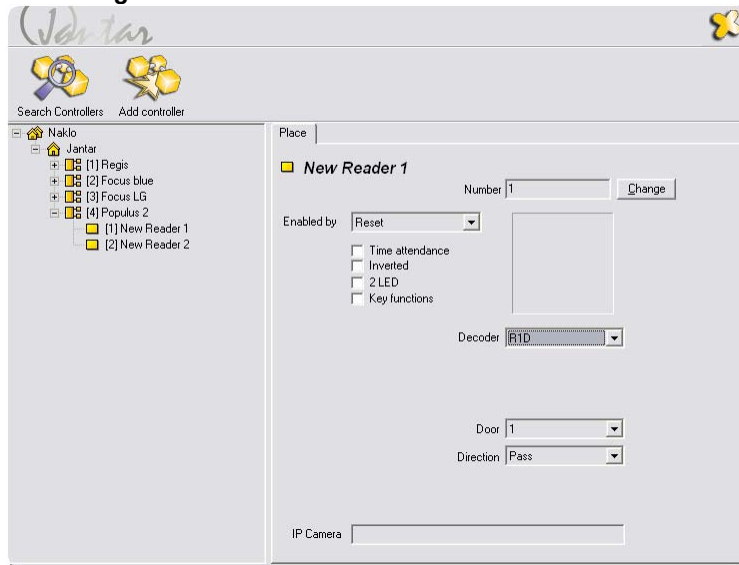 Jantar
Search Controllers Add controller
Naklo
Jantar
[1] Regis
[2] Focus blue
[3] Focus LG
[4] Populus 2
[1] New Reader 1
[2] New Reader 2
Place
New Reader 1
Number 1 Change
Enabled by Reset
Time attendance
Inverted
2 LED
Key functions
Decoder R1D
Door 1
Direction Pass
IP Camera